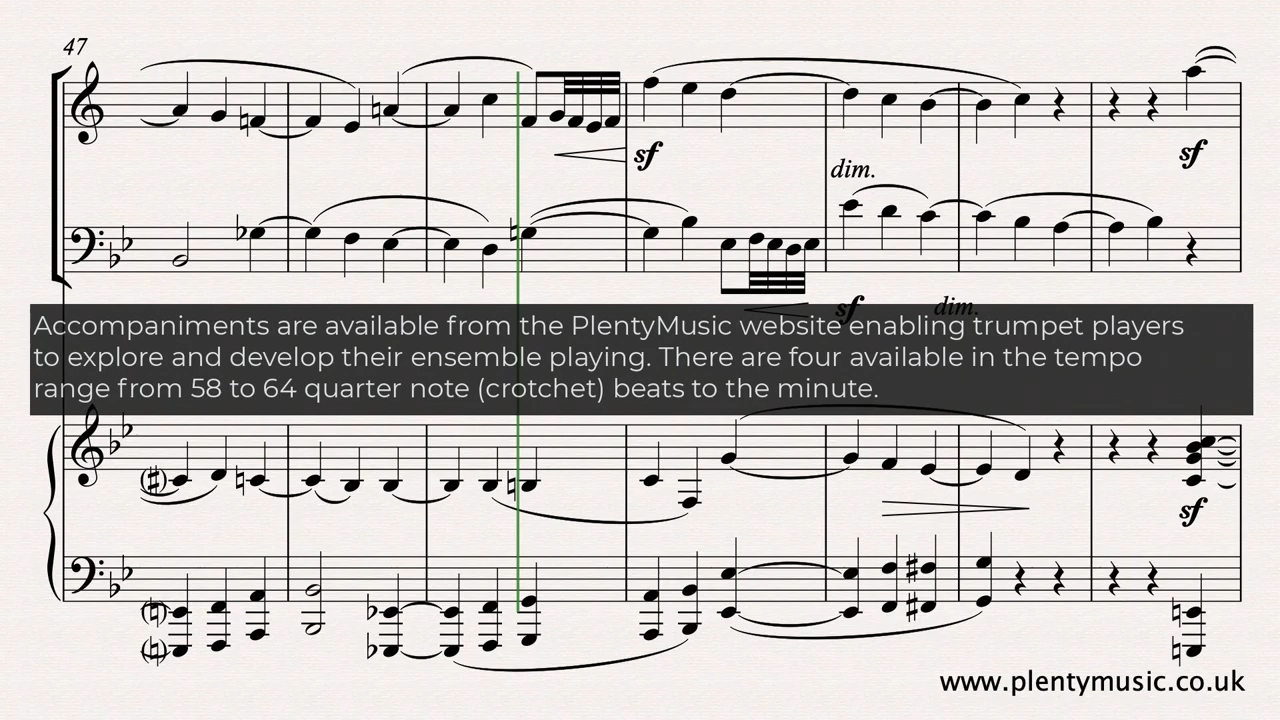 47
sf
sf
dim.
sf
dim.
Accompaniments are available from the PlentyMusic website enabling trumpet players
to explore and develop their ensemble playing. There are four available in the tempo
range from 58 to 64 quarter note (crotchet) beats to the minute.
sf
www.plentymusic.co.uk